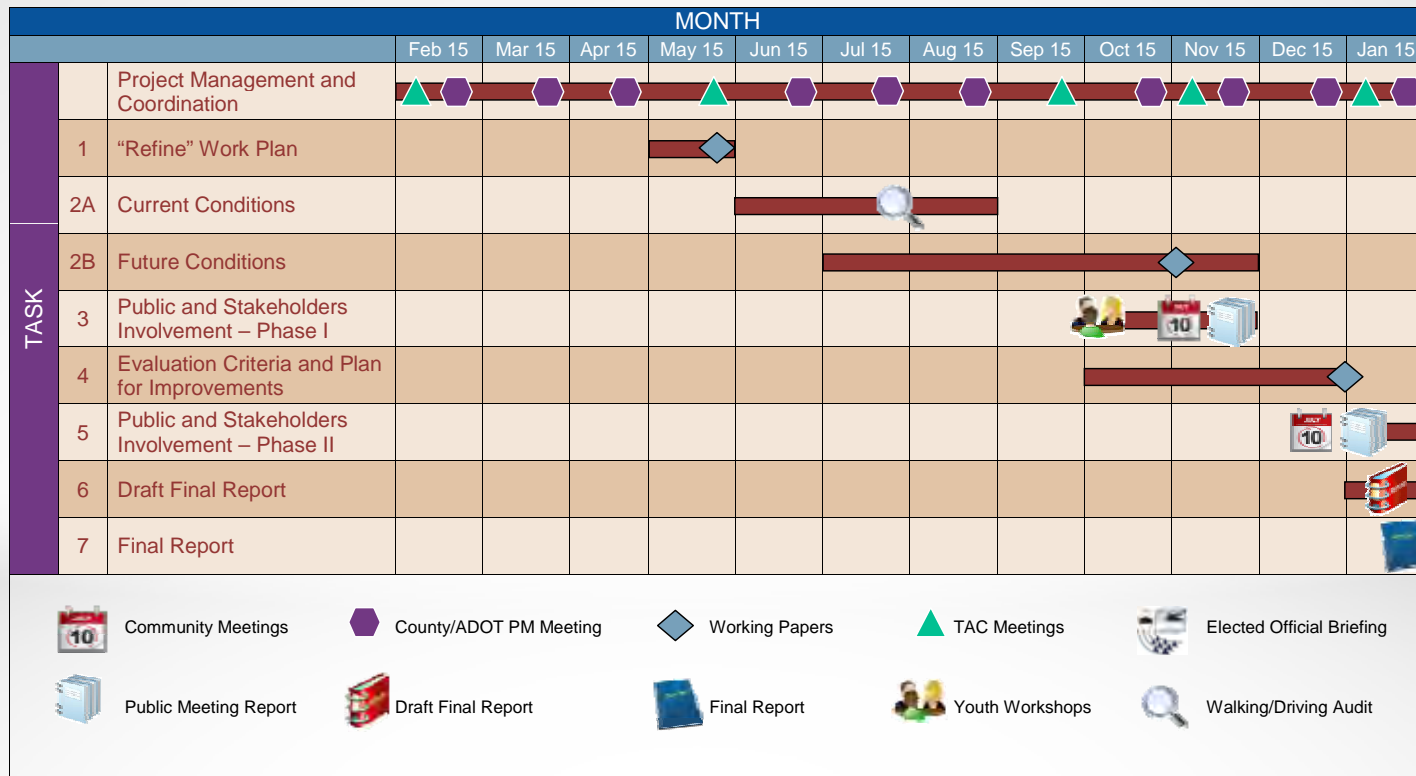 MONTH
Feb 15 Mar 15 Apr 15 May 15 Jun 15 Jul 15 Aug 15 Sep 15 Oct 15 Nov 15 Dec 15 Jan 15
TASK
Project Management and
Coordination
1 “Refine” Work Plan
2A Current Conditions
2B Future Conditions
3 Public and Stakeholders
Involvement – Phase I
10
4 Evaluation Criteria and Plan
for Improvements
5 Public and Stakeholders
Involvement – Phase II
10
6 Draft Final Report
7 Final Report
10 Community Meetings County/ADOT PM Meeting Working Papers TAC Meetings Elected Official Briefing
Public Meeting Report Draft Final Report Final Report Youth Workshops Walking/Driving Audit